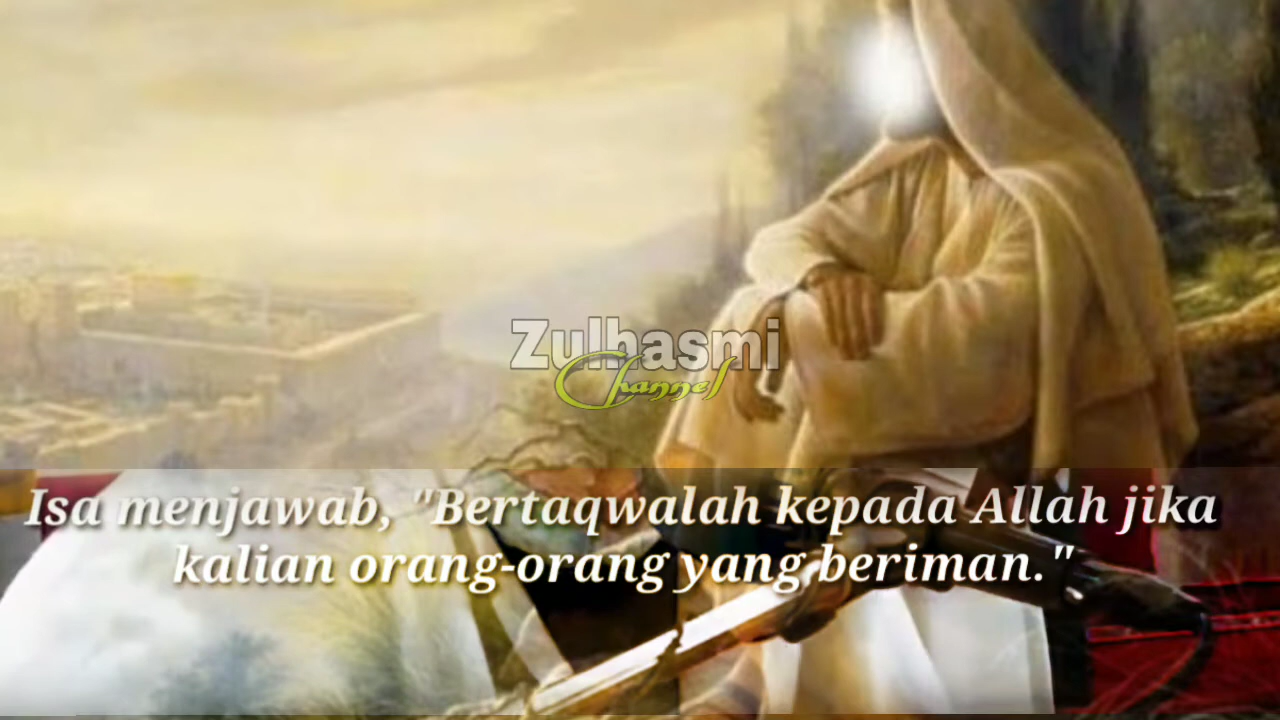 Zulhasmi
Channel
Isa menjawab, "Bertaqwalah kepada Allah jika
kalian orang-orang yang beriman."